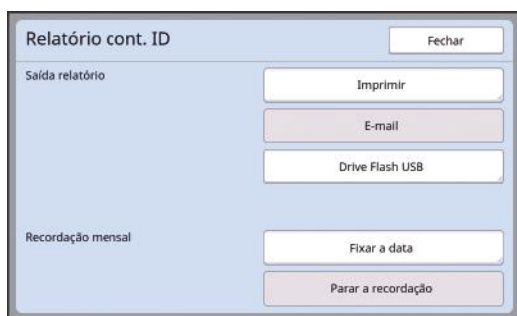 Relatório cont. ID
Fechar
Saída relatório
Imprimir
E-mail
Drive Flash USB
Recordação mensal
Fixar a data
Parar a recordação